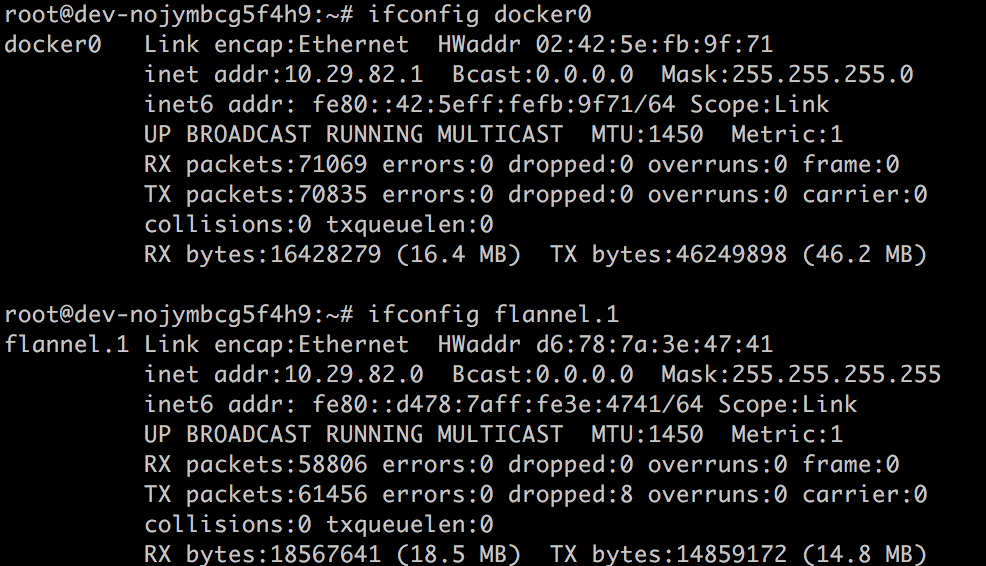 root@dev-nojymbcg5f4h9:~# ifconfig docker0
docker0   Link encap:Ethernet  HWaddr 02:42:5e:fb:9f:71
          inet addr:10.29.82.1  Bcast:0.0.0.0  Mask:255.255.255.0
          inet6 addr: fe80::42:5eff:fefb:9f71/64 Scope:Link
          UP BROADCAST RUNNING MULTICAST  MTU:1450  Metric:1
          RX packets:71069 errors:0 dropped:0 overruns:0 frame:0
          TX packets:70835 errors:0 dropped:0 overruns:0 carrier:0
          collisions:0 txqueuelen:0
          RX bytes:16428279 (16.4 MB)  TX bytes:46249898 (46.2 MB)

root@dev-nojymbcg5f4h9:~# ifconfig flannel.1
flannel.1 Link encap:Ethernet  HWaddr d6:78:7a:3e:47:41
          inet addr:10.29.82.0  Bcast:0.0.0.0  Mask:255.255.255.255
          inet6 addr: fe80::d478:7aff:fe3e:4741/64 Scope:Link
          UP BROADCAST RUNNING MULTICAST  MTU:1450  Metric:1
          RX packets:58806 errors:0 dropped:0 overruns:0 frame:0
          TX packets:61456 errors:0 dropped:8 overruns:0 carrier:0
          collisions:0 txqueuelen:0
          RX bytes:18567641 (18.5 MB)  TX bytes:14859172 (14.8 MB)